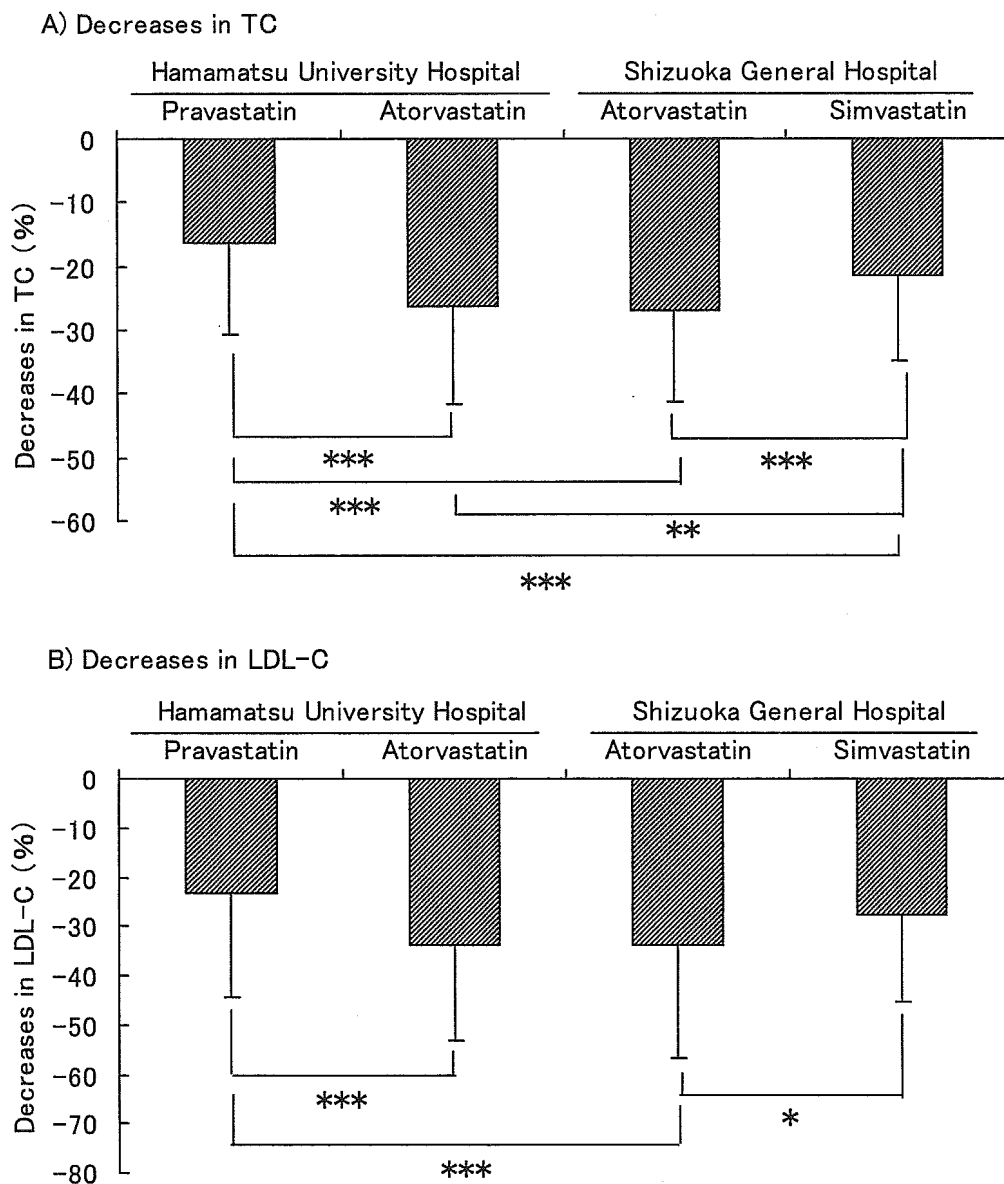 A) Decreases in TC
Hamamatsu University Hospital Shizuoka General Hospital
Pravastatin Atorvastatin Atorvastatin Simvastatin
Decreases in TC (%)
0
-10
-20
-30
-40
-50
-60
*** ***
***
**
***
B) Decreases in LDL-C
Hamamatsu University Hospital Shizuoka General Hospital
Pravastatin Atorvastatin Atorvastatin Simvastatin
Decreases in LDL-C (%)
0
-10
-20
-30
-40
-50
-60
-70
-80
*** *
***